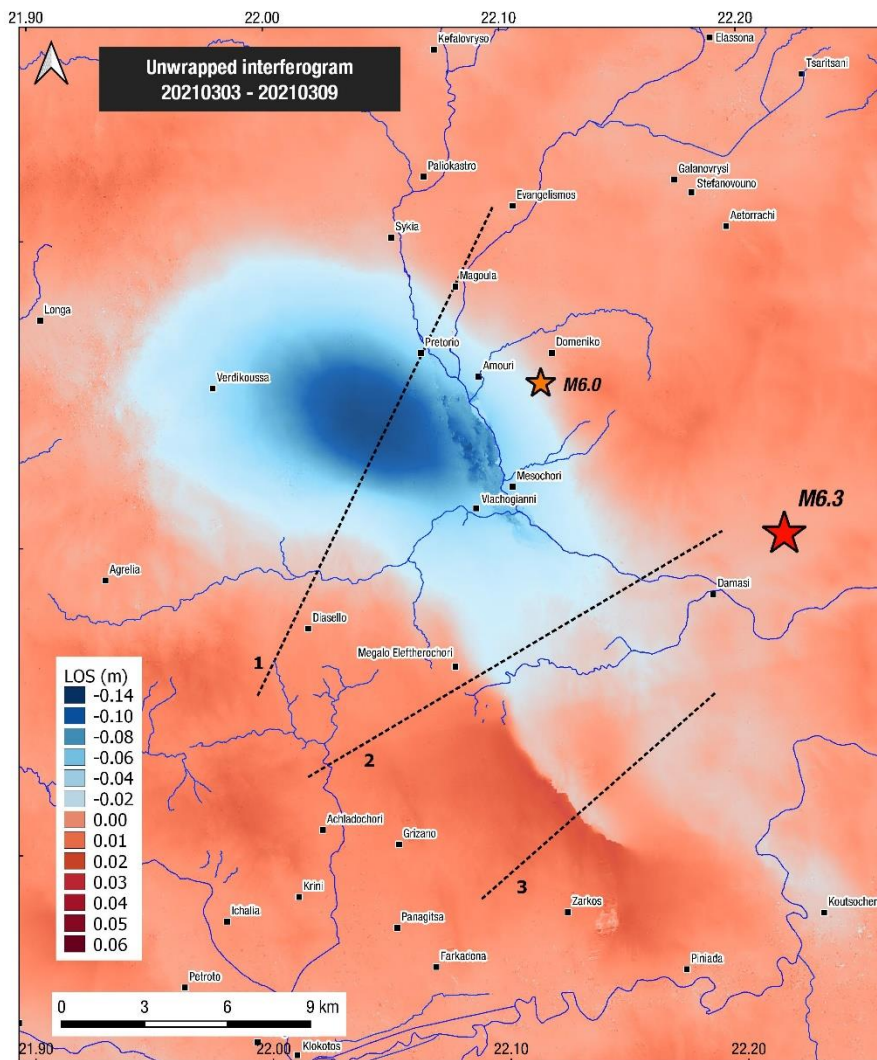 21.90 22.00 22.10 22.20
Kefalovryso
Elassona
Tsaritsani
Unwrapped interferogram
20210303 - 20210309
Paliokastro
Galanovrysi
Stefanovouno
Evangelismos
Aetorrachi
Sykia
Magoula
Longa
Pretorio
Domeniko
Amouri
M6.0
Verdikoussa
Mesochori
M6.3
Vlachogianni
Agrelia
Damasi
Diasello
1
Megalo Eleftherochori
LOS (m)
-0.14
-0.10
-0.08
-0.06
-0.04
-0.02
0.00
0.01
0.02
0.03
0.04
0.05
0.06
2
Achladochori
Grizano
3
Krini
Zarkos
Koutsocher
Ichalia
Panagitsa
Farkadona
Piniada
Petroto
0 3 6 9 km
Klokotos
21.90 22.00 22.10 22.20